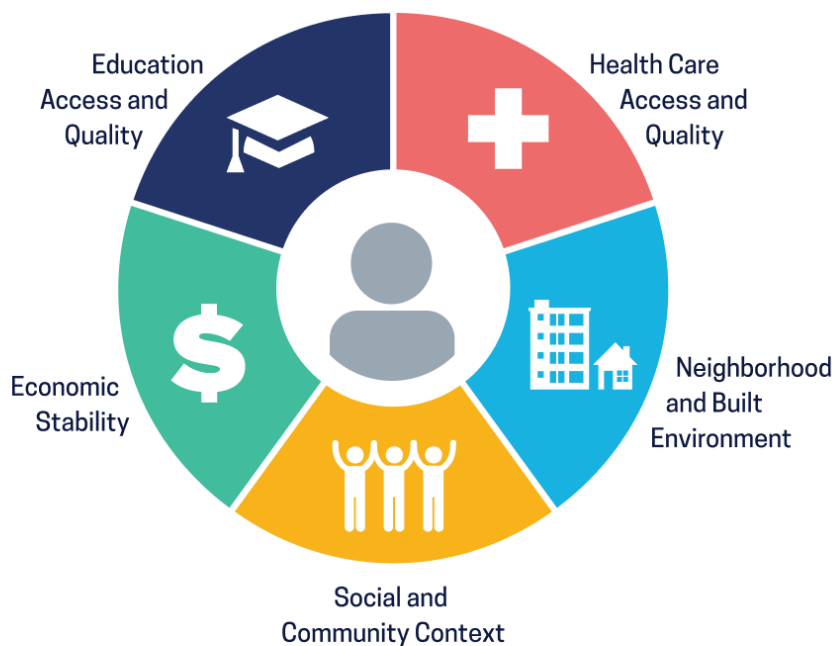 Education
Access and
Quality
Health Care
Access and
Quality
Economic
Stability
Neighborhood
and Built
Environment
Social and
Community Context